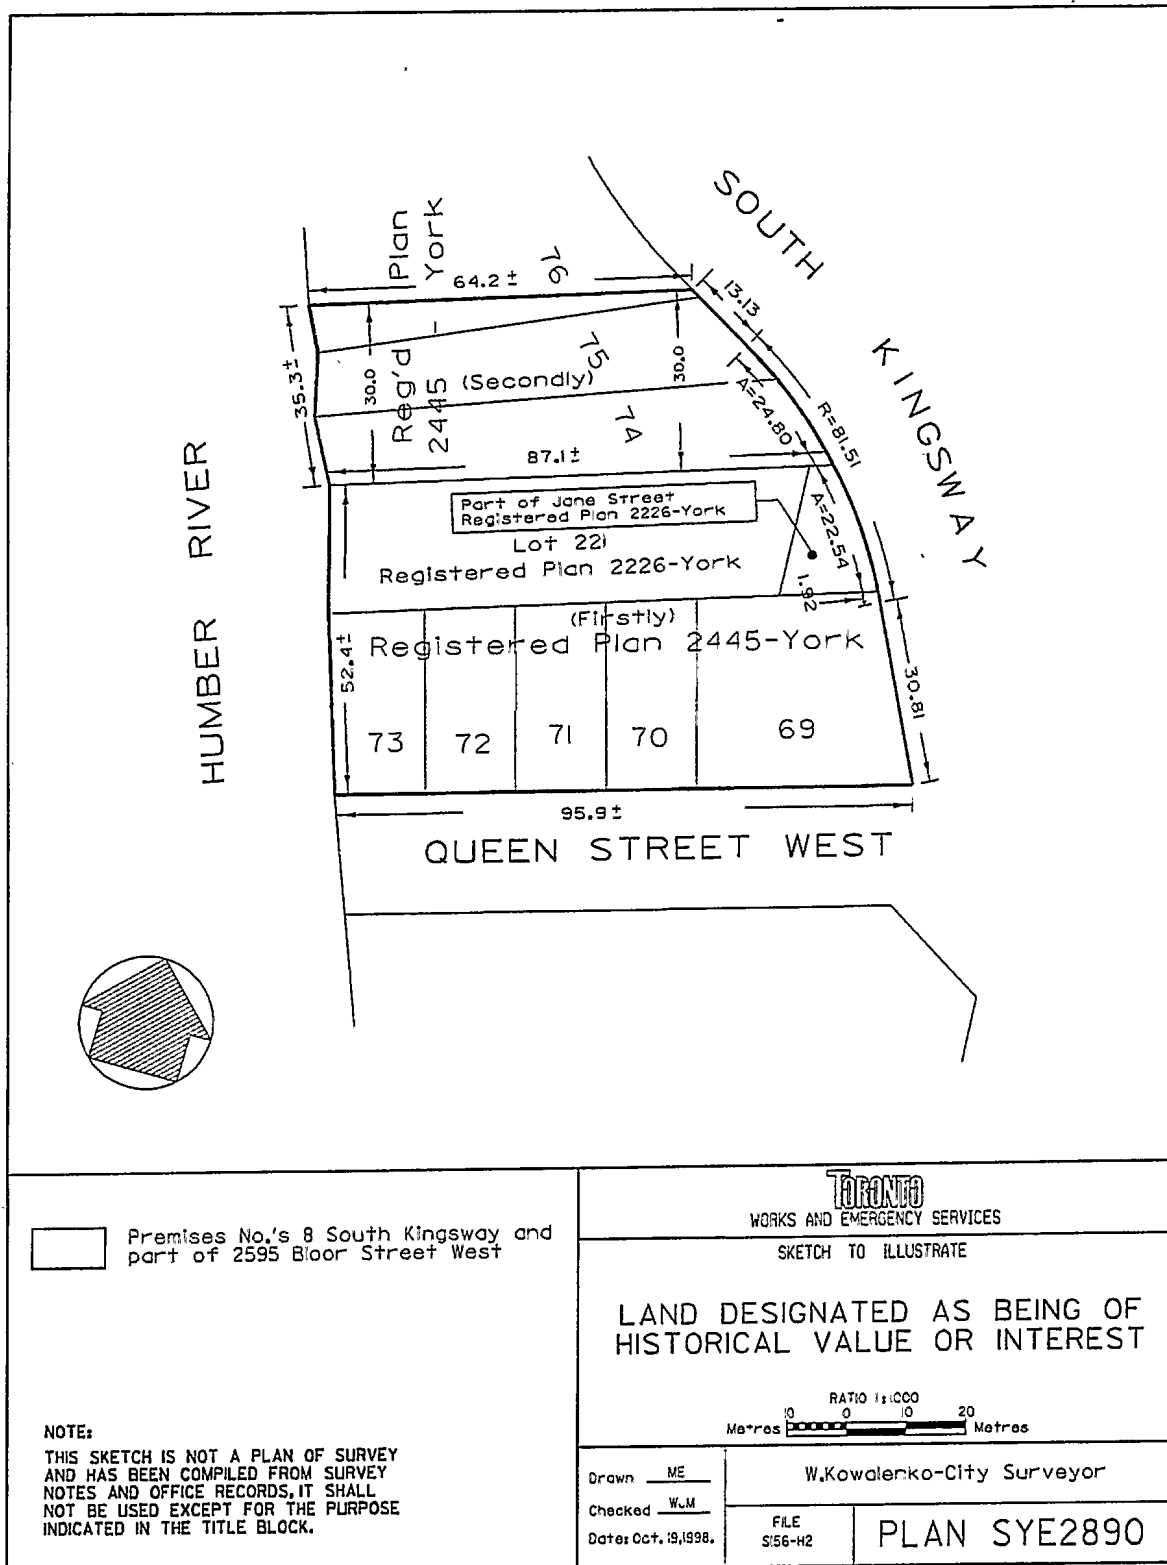 SOUTH
KINGSWAY
Plan
York
76
64.2 ±
13.13
35.3±
30.0
Reg'd -
2445
(Secondly)
75
30.0
A=24.80
R=81.51
74
87.1±
HUMBER RIVER
Part of Jane Street
Registered Plan 2226-York
A=22.54
Lot 221
Registered Plan 2226-York
1.92
(Firstly)
Registered Plan 2445-York
52.4±
30.81
73
72
71
70
69
95.9±
QUEEN STREET WEST
Premises No.'s 8 South Kingsway and
part of 2595 Bloor Street West
NOTE:
THIS SKETCH IS NOT A PLAN OF SURVEY
AND HAS BEEN COMPILED FROM SURVEY
NOTES AND OFFICE RECORDS, IT SHALL
NOT BE USED EXCEPT FOR THE PURPOSE
INDICATED IN THE TITLE BLOCK.
TORONTO
WORKS AND EMERGENCY SERVICES
SKETCH TO ILLUSTRATE
LAND DESIGNATED AS BEING OF
HISTORICAL VALUE OR INTEREST
RATIO 1:1000
10 0 10 20
Metres Metres
Drawn ME
Checked W.M
Date: Oct. 19,1998.
W.Kowalenko-City Surveyor
FILE
S156-H2
PLAN SYE2890